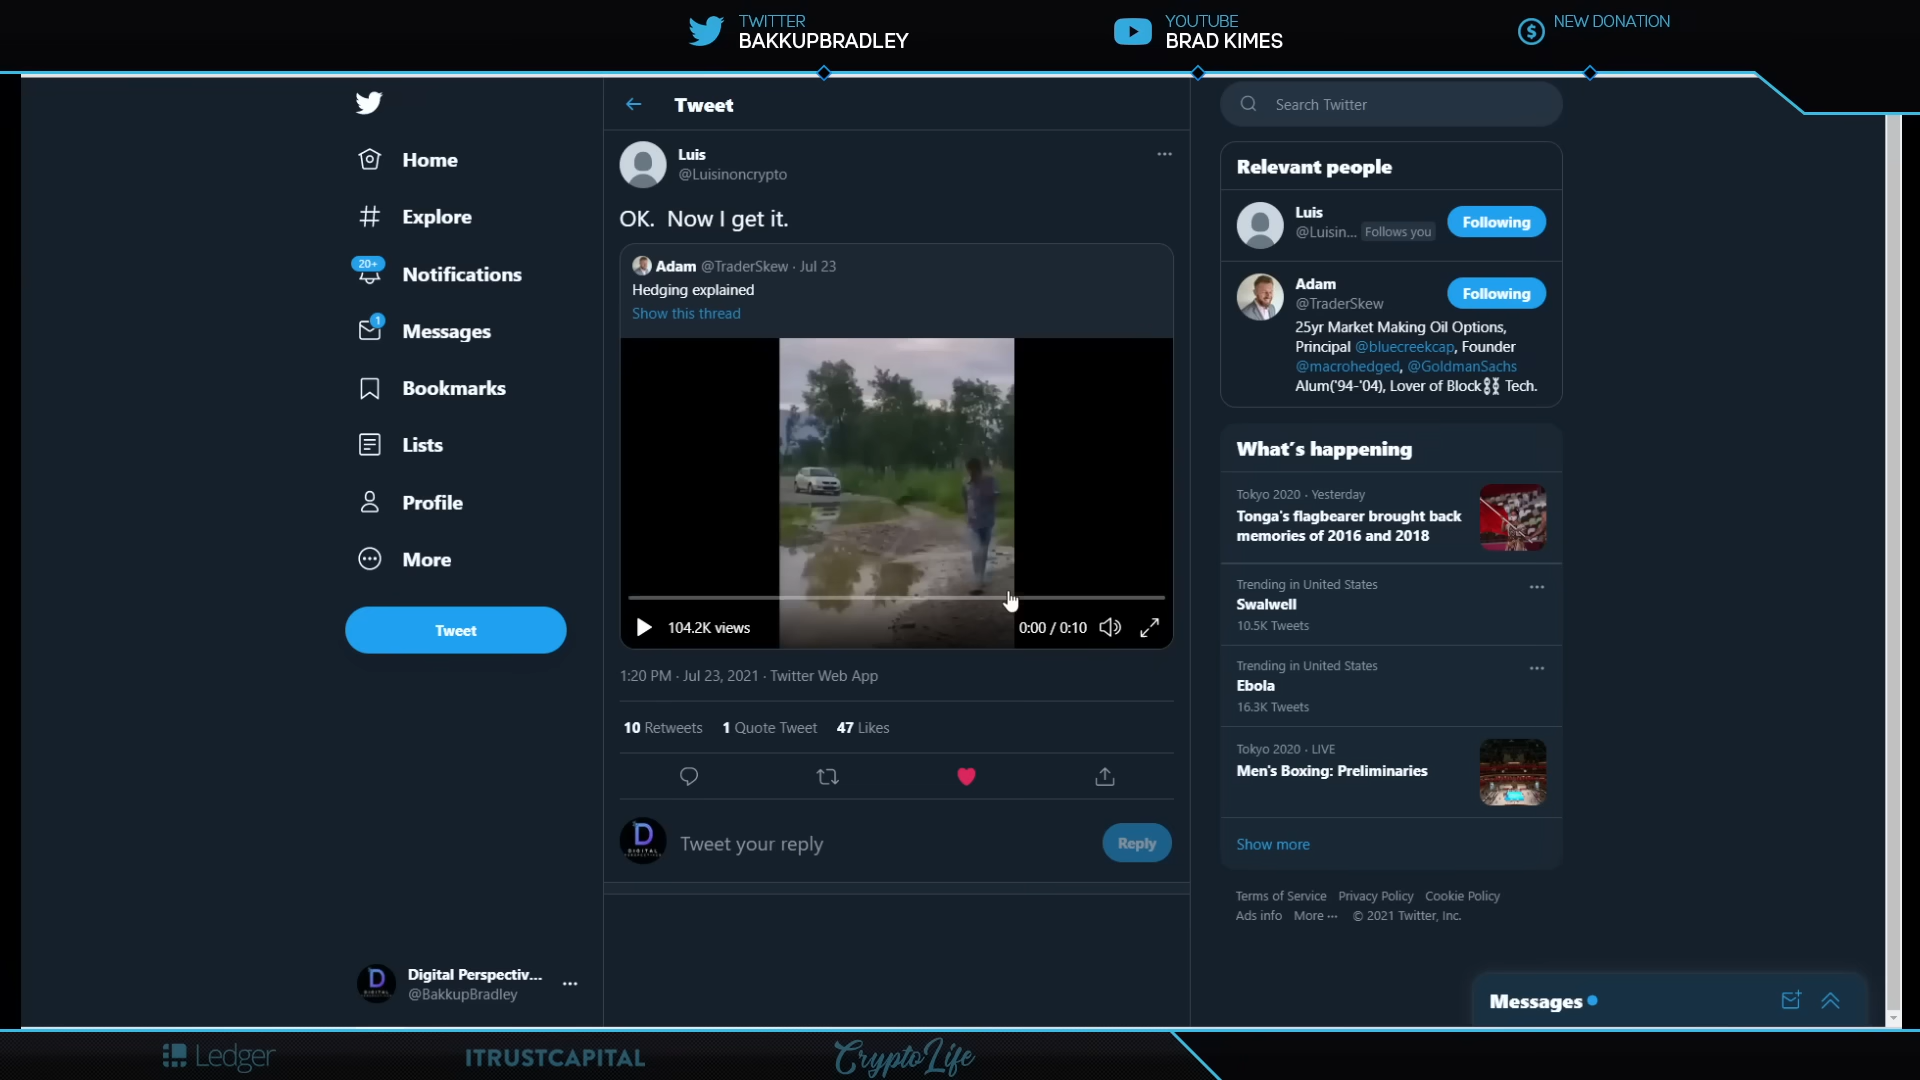 TWITTER
BAKKUPBRADLEY
YOUTUBE
BRAD KIMES
NEW DONATION
Home
Explore
20+
Notifications
1
Messages
Bookmarks
Lists
Profile
More
Tweet
Digital Perspectiv...
@BakkupBradley
Tweet
Luis
@Luisinoncrypto
OK. Now I get it.
Adam @TraderSkew · Jul 23
Hedging explained
Show this thread
104.2K views
0:00 / 0:10
1:20 PM · Jul 23, 2021 · Twitter Web App
10 Retweets 1 Quote Tweet 47 Likes
D
DIGITAL
Tweet your reply
Reply
Search Twitter
Relevant people
Luis
@Luisin... Follows you
Following
Adam
@TraderSkew
Following
25yr Market Making Oil Options,
Principal @bluecreekcap, Founder
@macrohedged, @GoldmanSachs
Alum('94-'04), Lover of Block⛓⛓ Tech.
What's happening
Tokyo 2020 · Yesterday
Tonga's flagbearer brought back
memories of 2016 and 2018
Trending in United States
Swalwell
10.5K Tweets
Trending in United States
Ebola
16.3K Tweets
Tokyo 2020 · LIVE
Men's Boxing: Preliminaries
Show more
Terms of Service Privacy Policy Cookie Policy
Ads info More ··· © 2021 Twitter, Inc.
Messages
Ledger
ITRUSTCAPITAL
CryptoLife